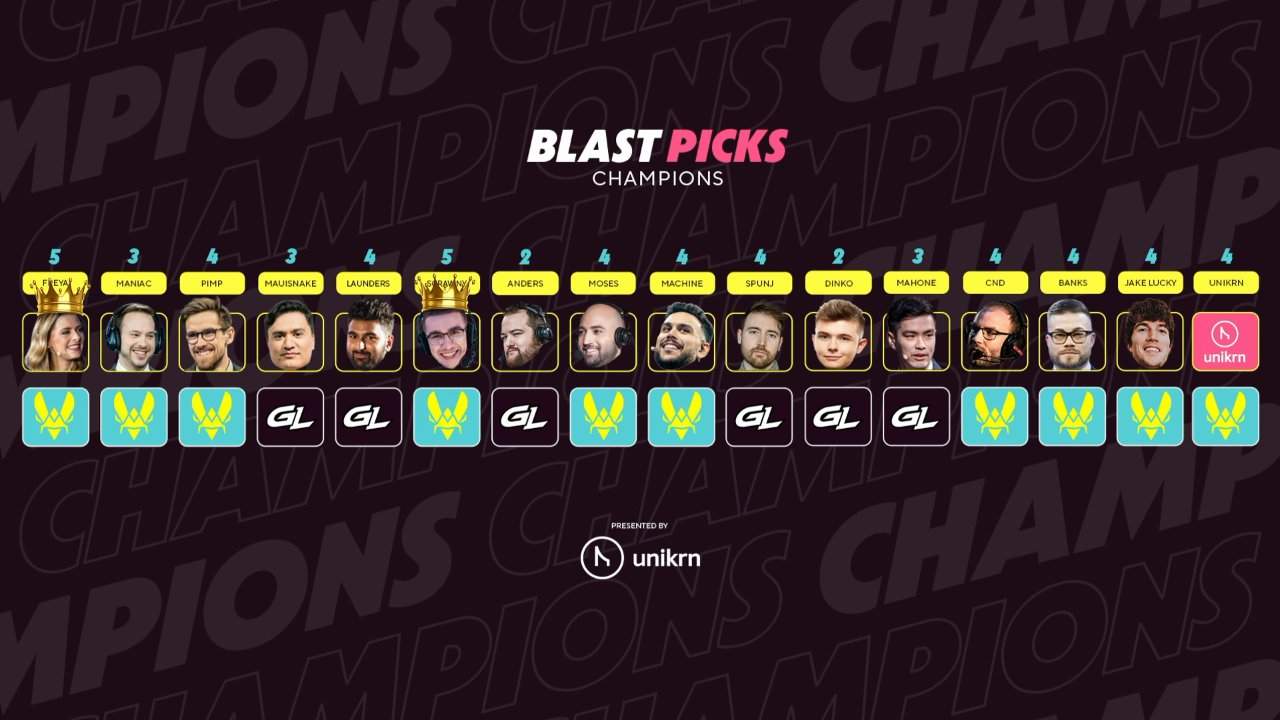 BLAST PICKS
CHAMPIONS
5 3 4 3 4 5 2 4 4 4 2 3 4 4 4 4
FREYA MANIAC PIMP MAUISNAKE LAUNDERS SCRAWNY ANDERS MOSES MACHINE SPUNJ DINKO MAHONE CND BANKS JAKE LUCKY UNIKRN
unikrn
GL GL GL GL GL GL
PRESENTED BY
unikrn